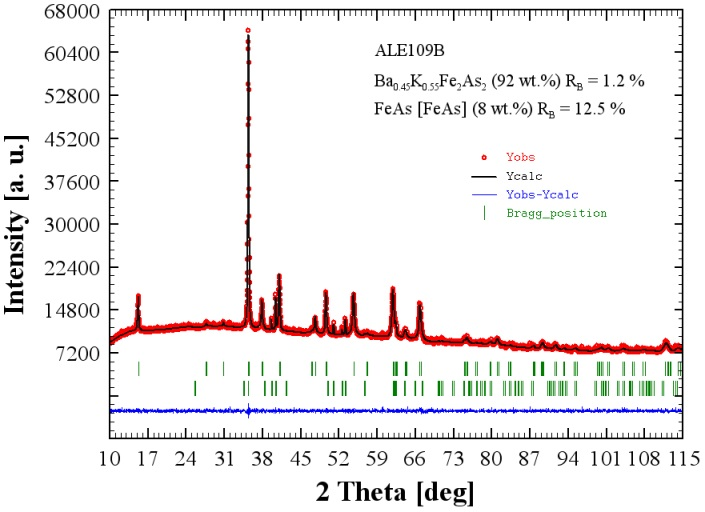 68000
60400
52800
45200
37600
30000
22400
14800
7200
Intensity [a. u.]
ALE109B
Ba0.45K0.55Fe2As2 (92 wt.%) RB = 1.2 %
FeAs [FeAs] (8 wt.%) RB = 12.5 %
Yobs
Ycalc
Yobs-Ycalc
Bragg_position
10 17 24 31 38 45 52 59 66 73 80 87 94 101 108 115
2 Theta [deg]